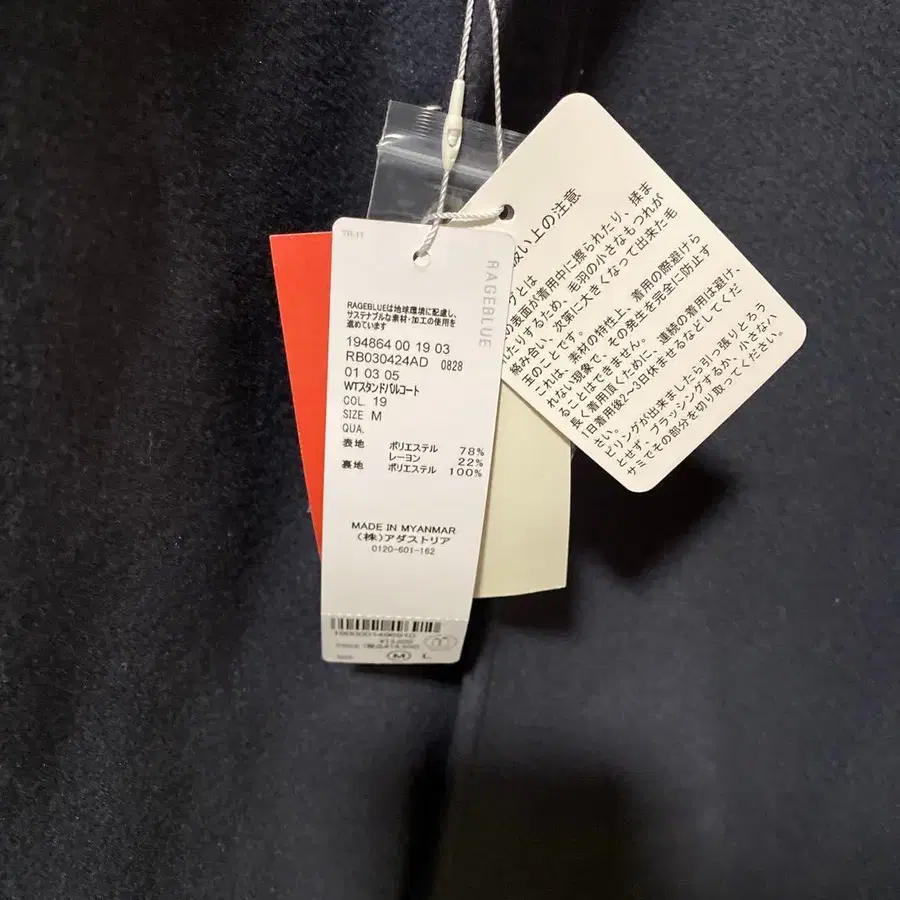 RAGEBLUE
RAGEBLUEは地球環境に配慮し、
サステナブルな素材・加工の使用を
進めています
194864 00 19 03
RB030424AD 0828
01 03 05
WTスタンドバルコート
COL. 19
SIZE M
QUA.
表地 ポリエステル 78%
レーヨン 22%
裏地 ポリエステル 100%
MADE IN MYANMAR
(株)アダストリア
0120-601-162
M L
扱い上の注意
グとは
の表面が着用中に擦られたり、揉ま
れたりするため、毛羽の小さなもつれが
絡み合い、次第に大きくなって出来た毛
玉のことです。
これは、素材の特性上、着用の際避けら
れない現象で、その発生を完全に防止す
ることはできません。
長く着用頂くために、連続の着用は避け、
1日着用後2~3日休ませるなどしてくだ
さい。
ピリングが出来ましたら引っ張りとろう
とせず、ブラッシングするか、小さなハ
サミでその部分を切り取ってください。